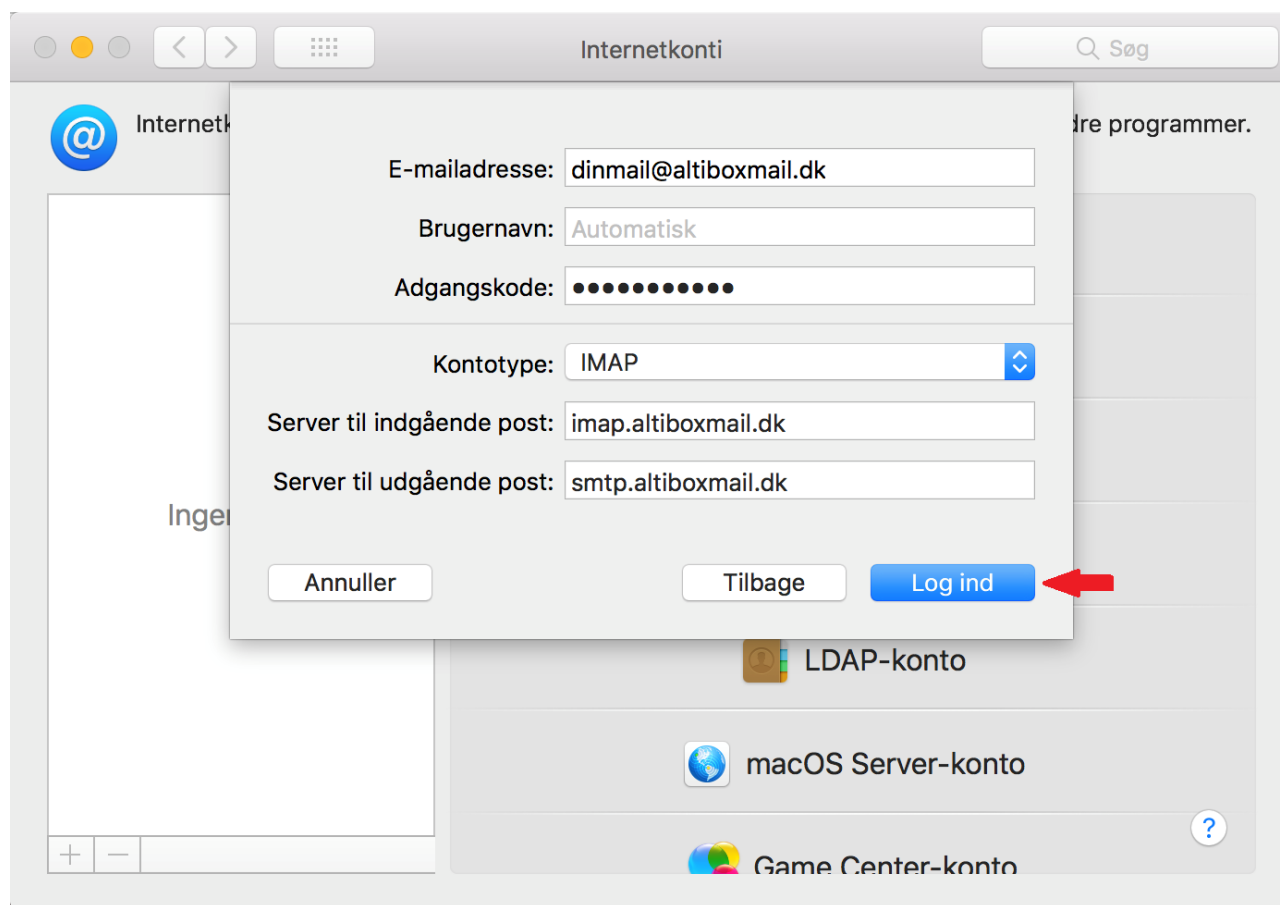 Internetkonti
Søg
dre programmer.
E-mailadresse: dinmail@altiboxmail.dk
Brugernavn: Automatisk
Adgangskode: •••••••••••
Kontotype: IMAP
Server til indgående post: imap.altiboxmail.dk
Server til udgående post: smtp.altiboxmail.dk
Annuller
Tilbage
Log ind
LDAP-konto
macOS Server-konto
?
Game Center-konto